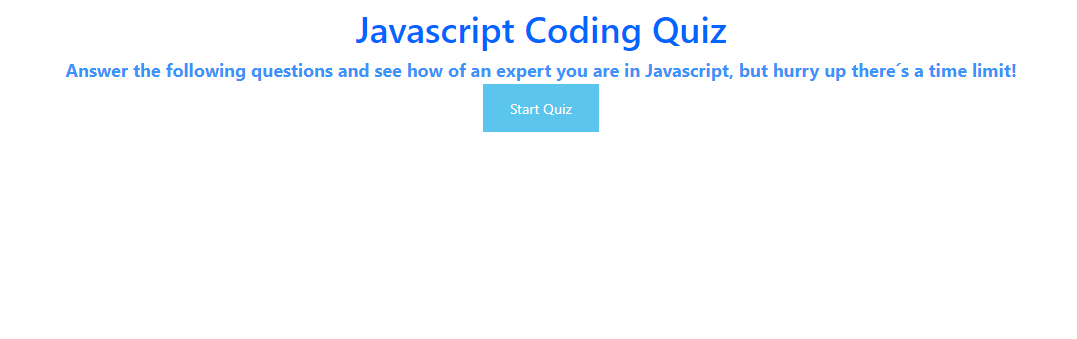 Javascript Coding Quiz
Answer the following questions and see how of an expert you are in Javascript, but hurry up there´s a time limit!
Start Quiz